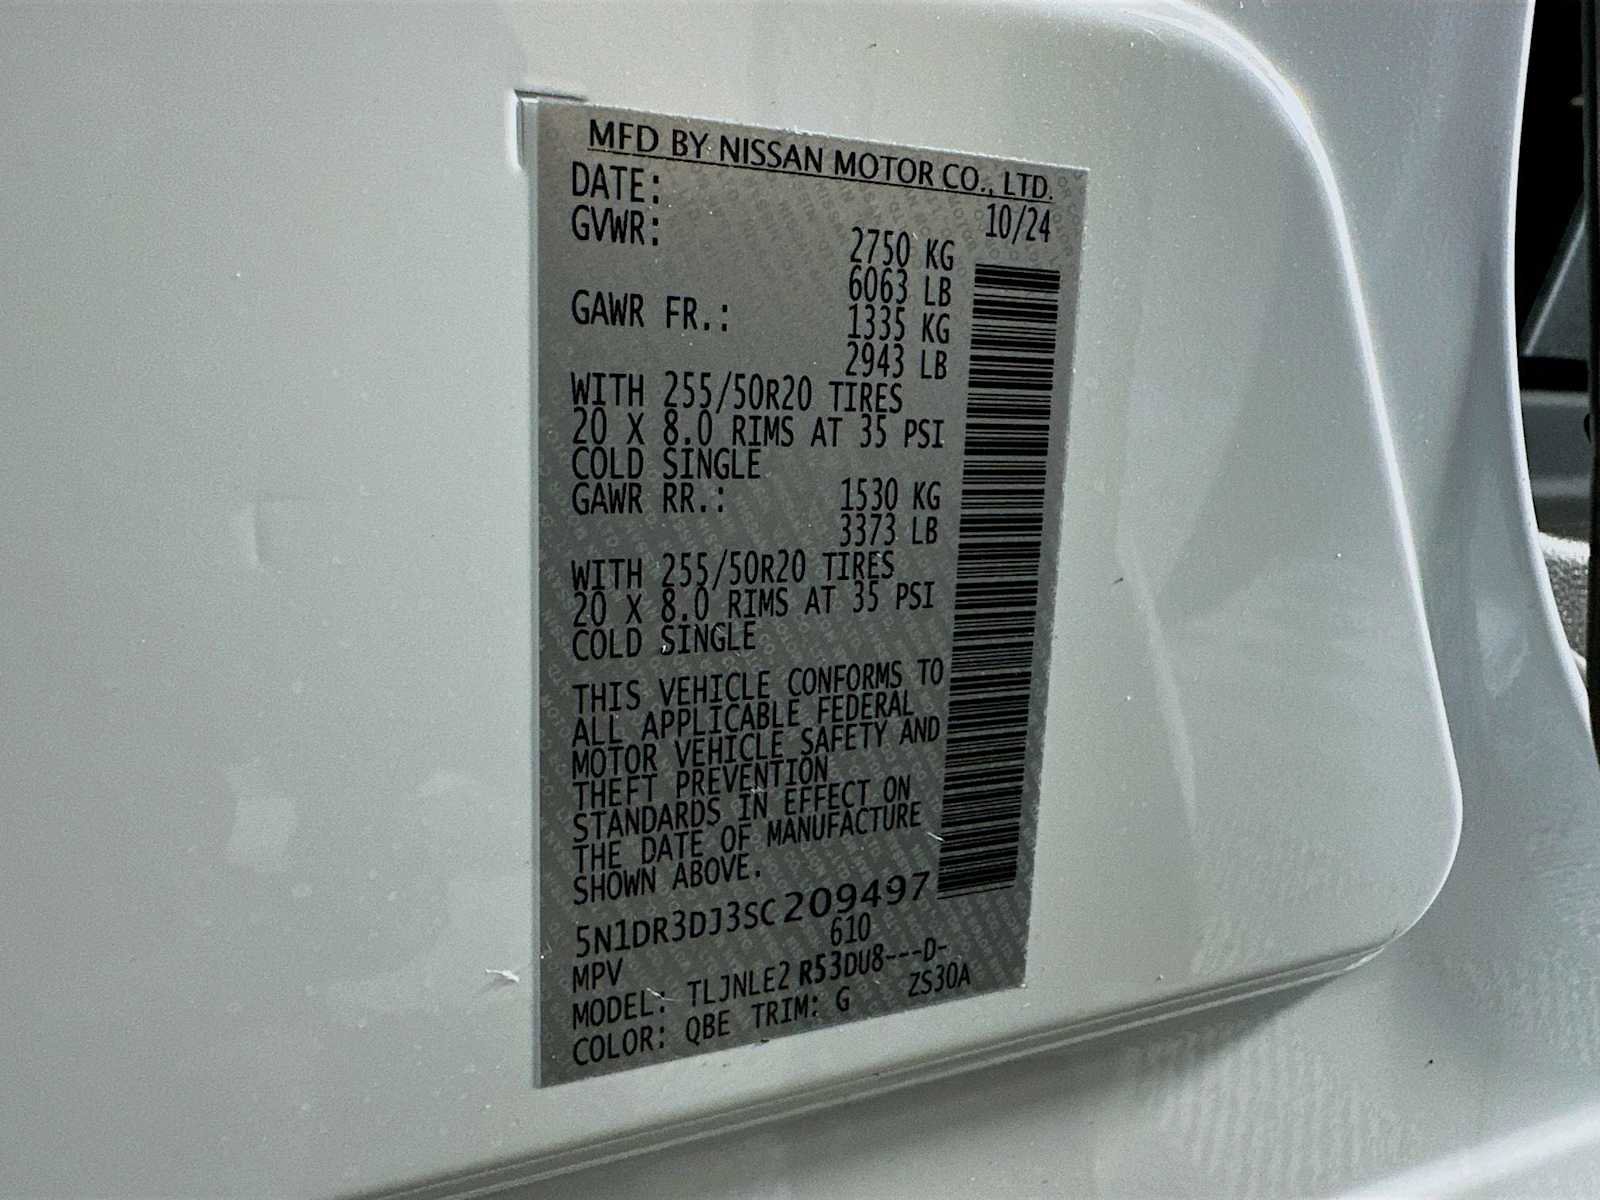 MFD BY NISSAN MOTOR CO., LTD.
DATE: 10/24
GVWR: 2750 KG
6063 LB
GAWR FR.: 1335 KG
2943 LB
WITH 255/50R20 TIRES
20 X 8.0 RIMS AT 35 PSI
COLD SINGLE
GAWR RR.: 1530 KG
3373 LB
WITH 255/50R20 TIRES
20 X 8.0 RIMS AT 35 PSI
COLD SINGLE
THIS VEHICLE CONFORMS TO
ALL APPLICABLE FEDERAL
MOTOR VEHICLE SAFETY AND
THEFT PREVENTION
STANDARDS IN EFFECT ON
THE DATE OF MANUFACTURE
SHOWN ABOVE.
5N1DR3DJ3SC209497
MPV 610
MODEL: TLJNLE2 R53DU8---D-
COLOR: QBE TRIM: G ZS30A